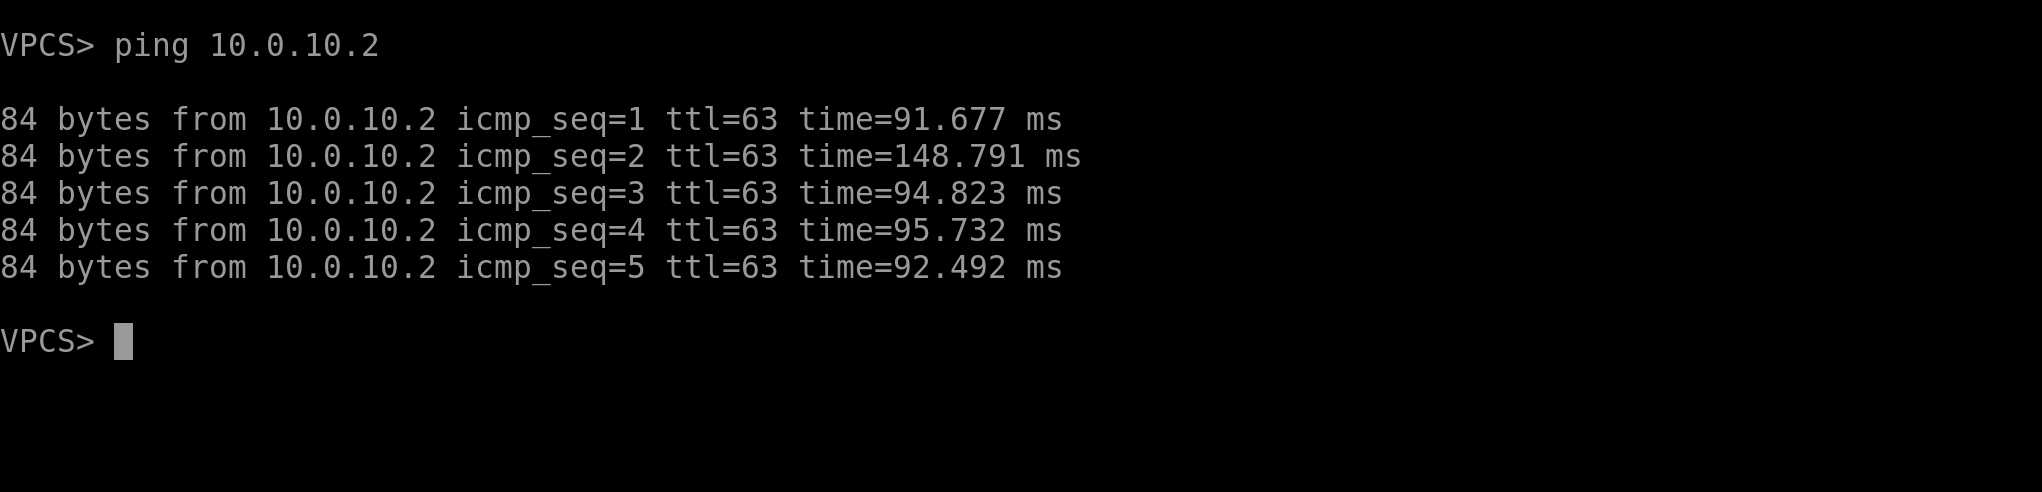 VPCS> ping 10.0.10.2
84 bytes from 10.0.10.2 icmp_seq=1 ttl=63 time=91.677 ms
84 bytes from 10.0.10.2 icmp_seq=2 ttl=63 time=148.791 ms
84 bytes from 10.0.10.2 icmp_seq=3 ttl=63 time=94.823 ms
84 bytes from 10.0.10.2 icmp_seq=4 ttl=63 time=95.732 ms
84 bytes from 10.0.10.2 icmp_seq=5 ttl=63 time=92.492 ms
VPCS>